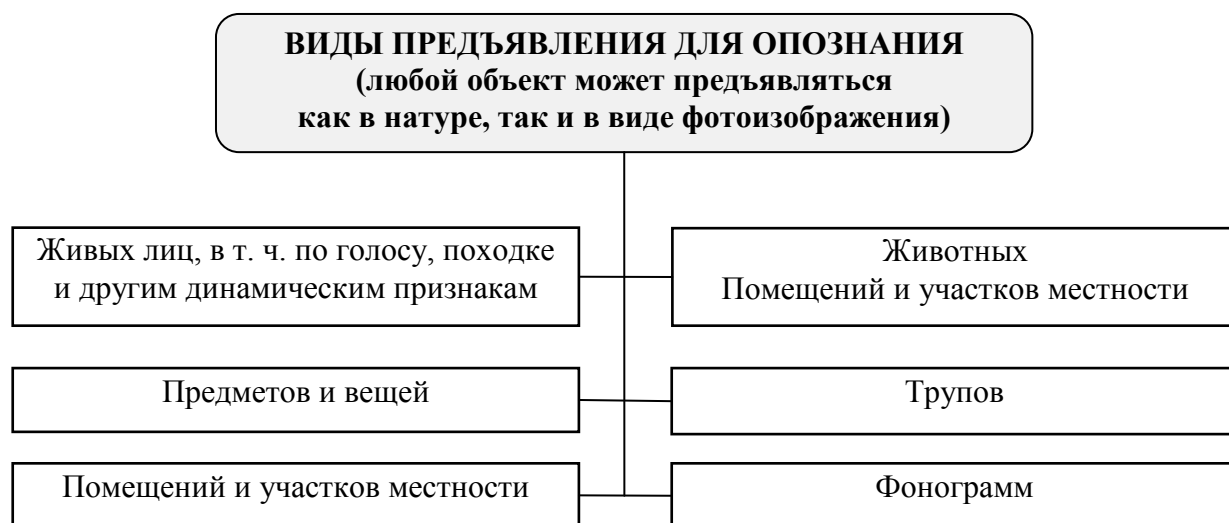 ВИДЫ ПРЕДЪЯВЛЕНИЯ ДЛЯ ОПОЗНАНИЯ
(любой объект может предъявляться
как в натуре, так и в виде фотоизображения)
Живых лиц, в т. ч. по голосу, походке
и другим динамическим признакам
Животных
Помещений и участков местности
Предметов и вещей
Трупов
Помещений и участков местности
Фонограмм